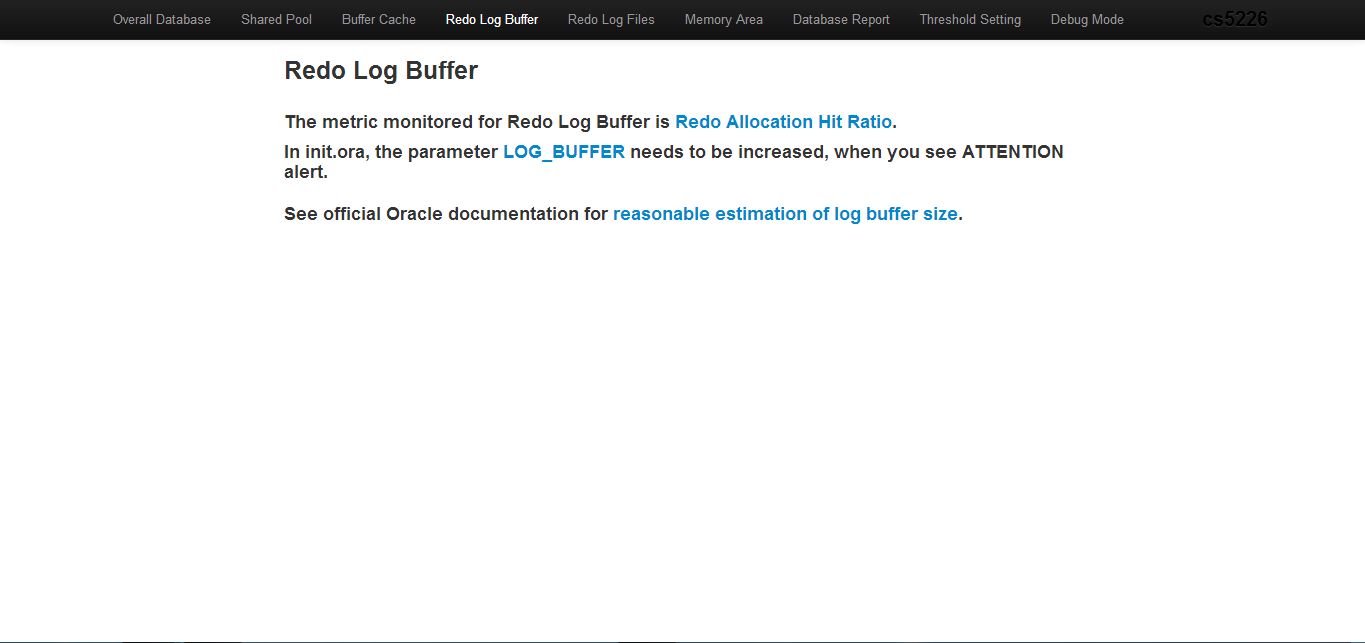 Overall Database Shared Pool Buffer Cache Redo Log Buffer Redo Log Files Memory Area Database Report Threshold Setting Debug Mode cs5226
Redo Log Buffer
The metric monitored for Redo Log Buffer is Redo Allocation Hit Ratio.
In init.ora, the parameter LOG_BUFFER needs to be increased, when you see ATTENTION
alert.
See official Oracle documentation for reasonable estimation of log buffer size.